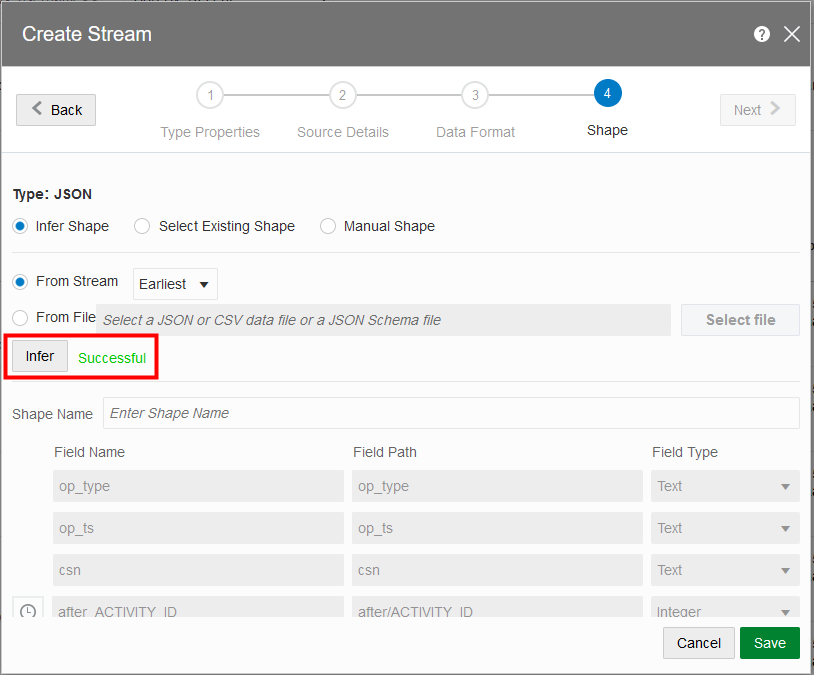 Create Stream
?
Back
1
2
3
4
Next
Type Properties
Source Details
Data Format
Shape
Type: JSON
Infer Shape
Select Existing Shape
Manual Shape
From Stream
Earliest
From File
Select a JSON or CSV data file or a JSON Schema file
Select file
Infer
Successful
Shape Name
Enter Shape Name
Field Name
Field Path
Field Type
op_type
op_type
Text
op_ts
op_ts
Text
csn
csn
Text
after_ACTIVITY_ID
after/ACTIVITY_ID
Integer
Cancel
Save